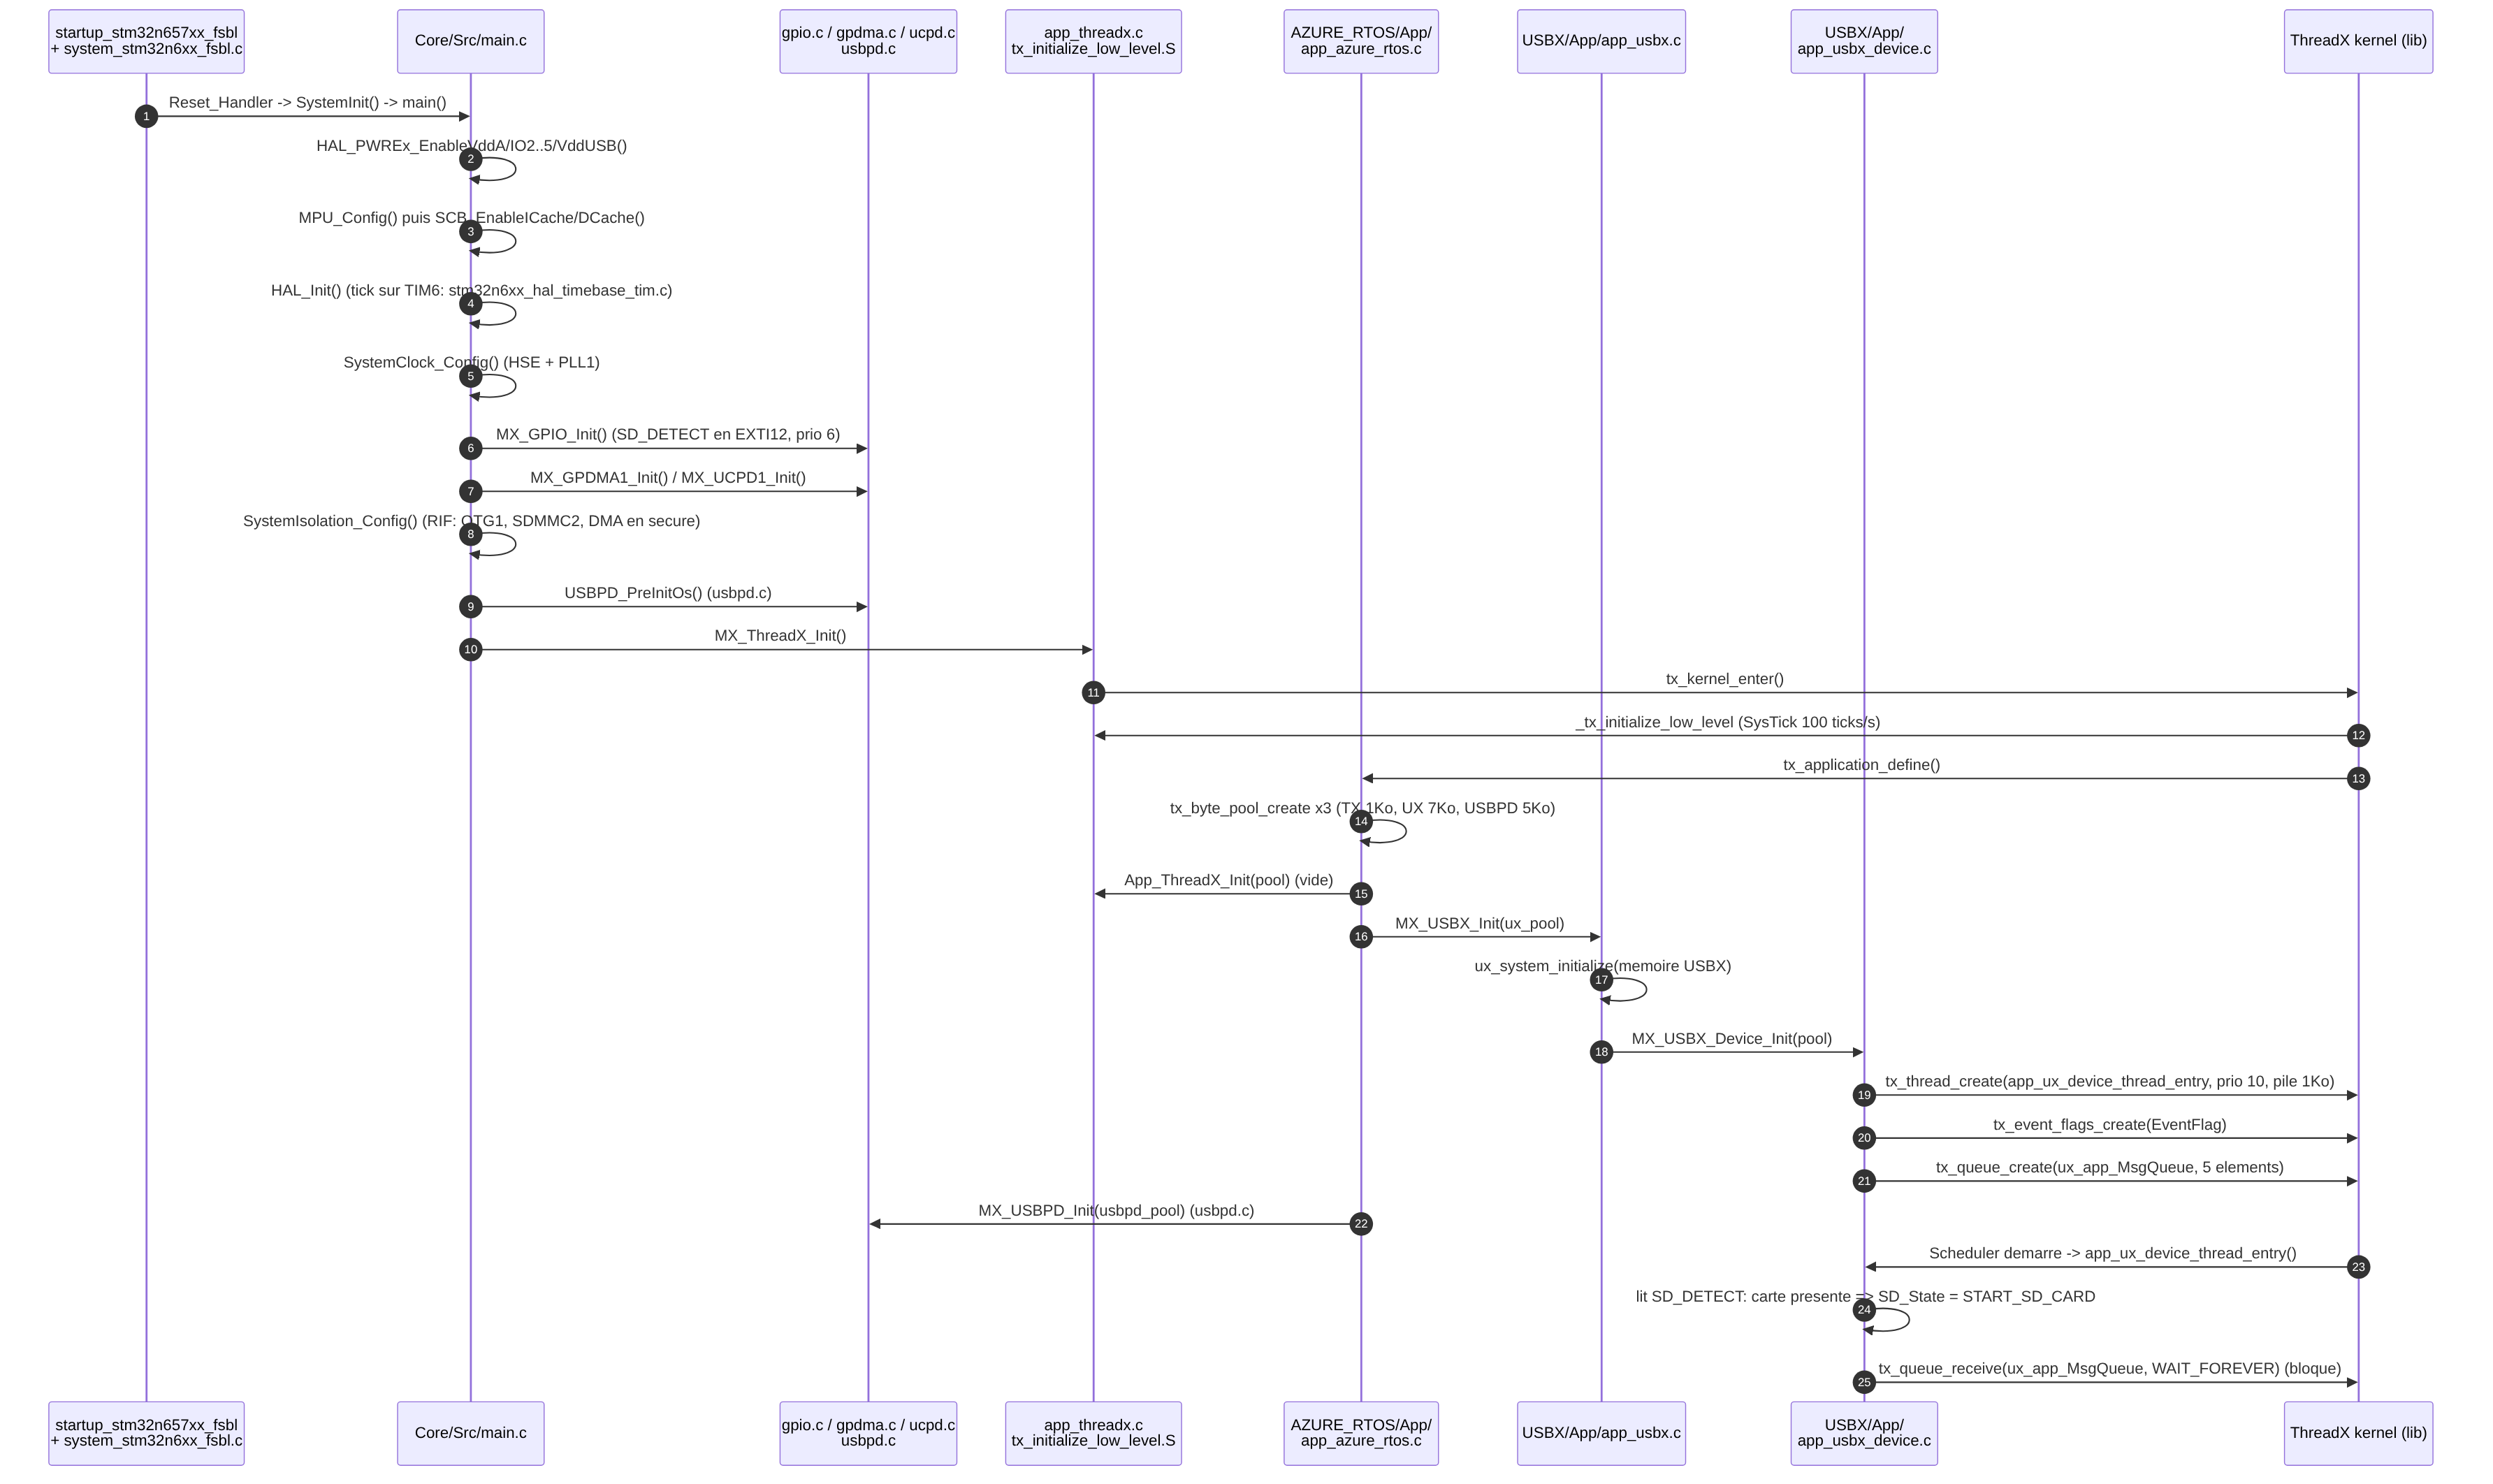 startup_stm32n657xx_fsbl
+ system_stm32n6xx_fsbl.c
Core/Src/main.c
gpio.c / gpdma.c / ucpd.c
usbpd.c
app_threadx.c
tx_initialize_low_level.S
AZURE_RTOS/App/
app_azure_rtos.c
USBX/App/app_usbx.c
USBX/App/
app_usbx_device.c
ThreadX kernel (lib)
Reset_Handler -> SystemInit() -> main()
1
HAL_PWREx_EnableVddA/IO2..5/VddUSB()
2
MPU_Config() puis SCB_EnableICache/DCache()
3
HAL_Init() (tick sur TIM6: stm32n6xx_hal_timebase_tim.c)
4
SystemClock_Config() (HSE + PLL1)
5
MX_GPIO_Init() (SD_DETECT en EXTI12, prio 6)
6
MX_GPDMA1_Init() / MX_UCPD1_Init()
7
SystemIsolation_Config() (RIF: OTG1, SDMMC2, DMA en secure)
8
USBPD_PreInitOs() (usbpd.c)
9
MX_ThreadX_Init()
10
tx_kernel_enter()
11
_tx_initialize_low_level (SysTick 100 ticks/s)
12
tx_application_define()
13
tx_byte_pool_create x3 (TX 1Ko, UX 7Ko, USBPD 5Ko)
14
App_ThreadX_Init(pool) (vide)
15
MX_USBX_Init(ux_pool)
16
ux_system_initialize(memoire USBX)
17
MX_USBX_Device_Init(pool)
18
tx_thread_create(app_ux_device_thread_entry, prio 10, pile 1Ko)
19
tx_event_flags_create(EventFlag)
20
tx_queue_create(ux_app_MsgQueue, 5 elements)
21
MX_USBPD_Init(usbpd_pool) (usbpd.c)
22
Scheduler demarre -> app_ux_device_thread_entry()
23
lit SD_DETECT: carte presente => SD_State = START_SD_CARD
24
tx_queue_receive(ux_app_MsgQueue, WAIT_FOREVER) (bloque)
25
startup_stm32n657xx_fsbl
+ system_stm32n6xx_fsbl.c
Core/Src/main.c
gpio.c / gpdma.c / ucpd.c
usbpd.c
app_threadx.c
tx_initialize_low_level.S
AZURE_RTOS/App/
app_azure_rtos.c
USBX/App/app_usbx.c
USBX/App/
app_usbx_device.c
ThreadX kernel (lib)